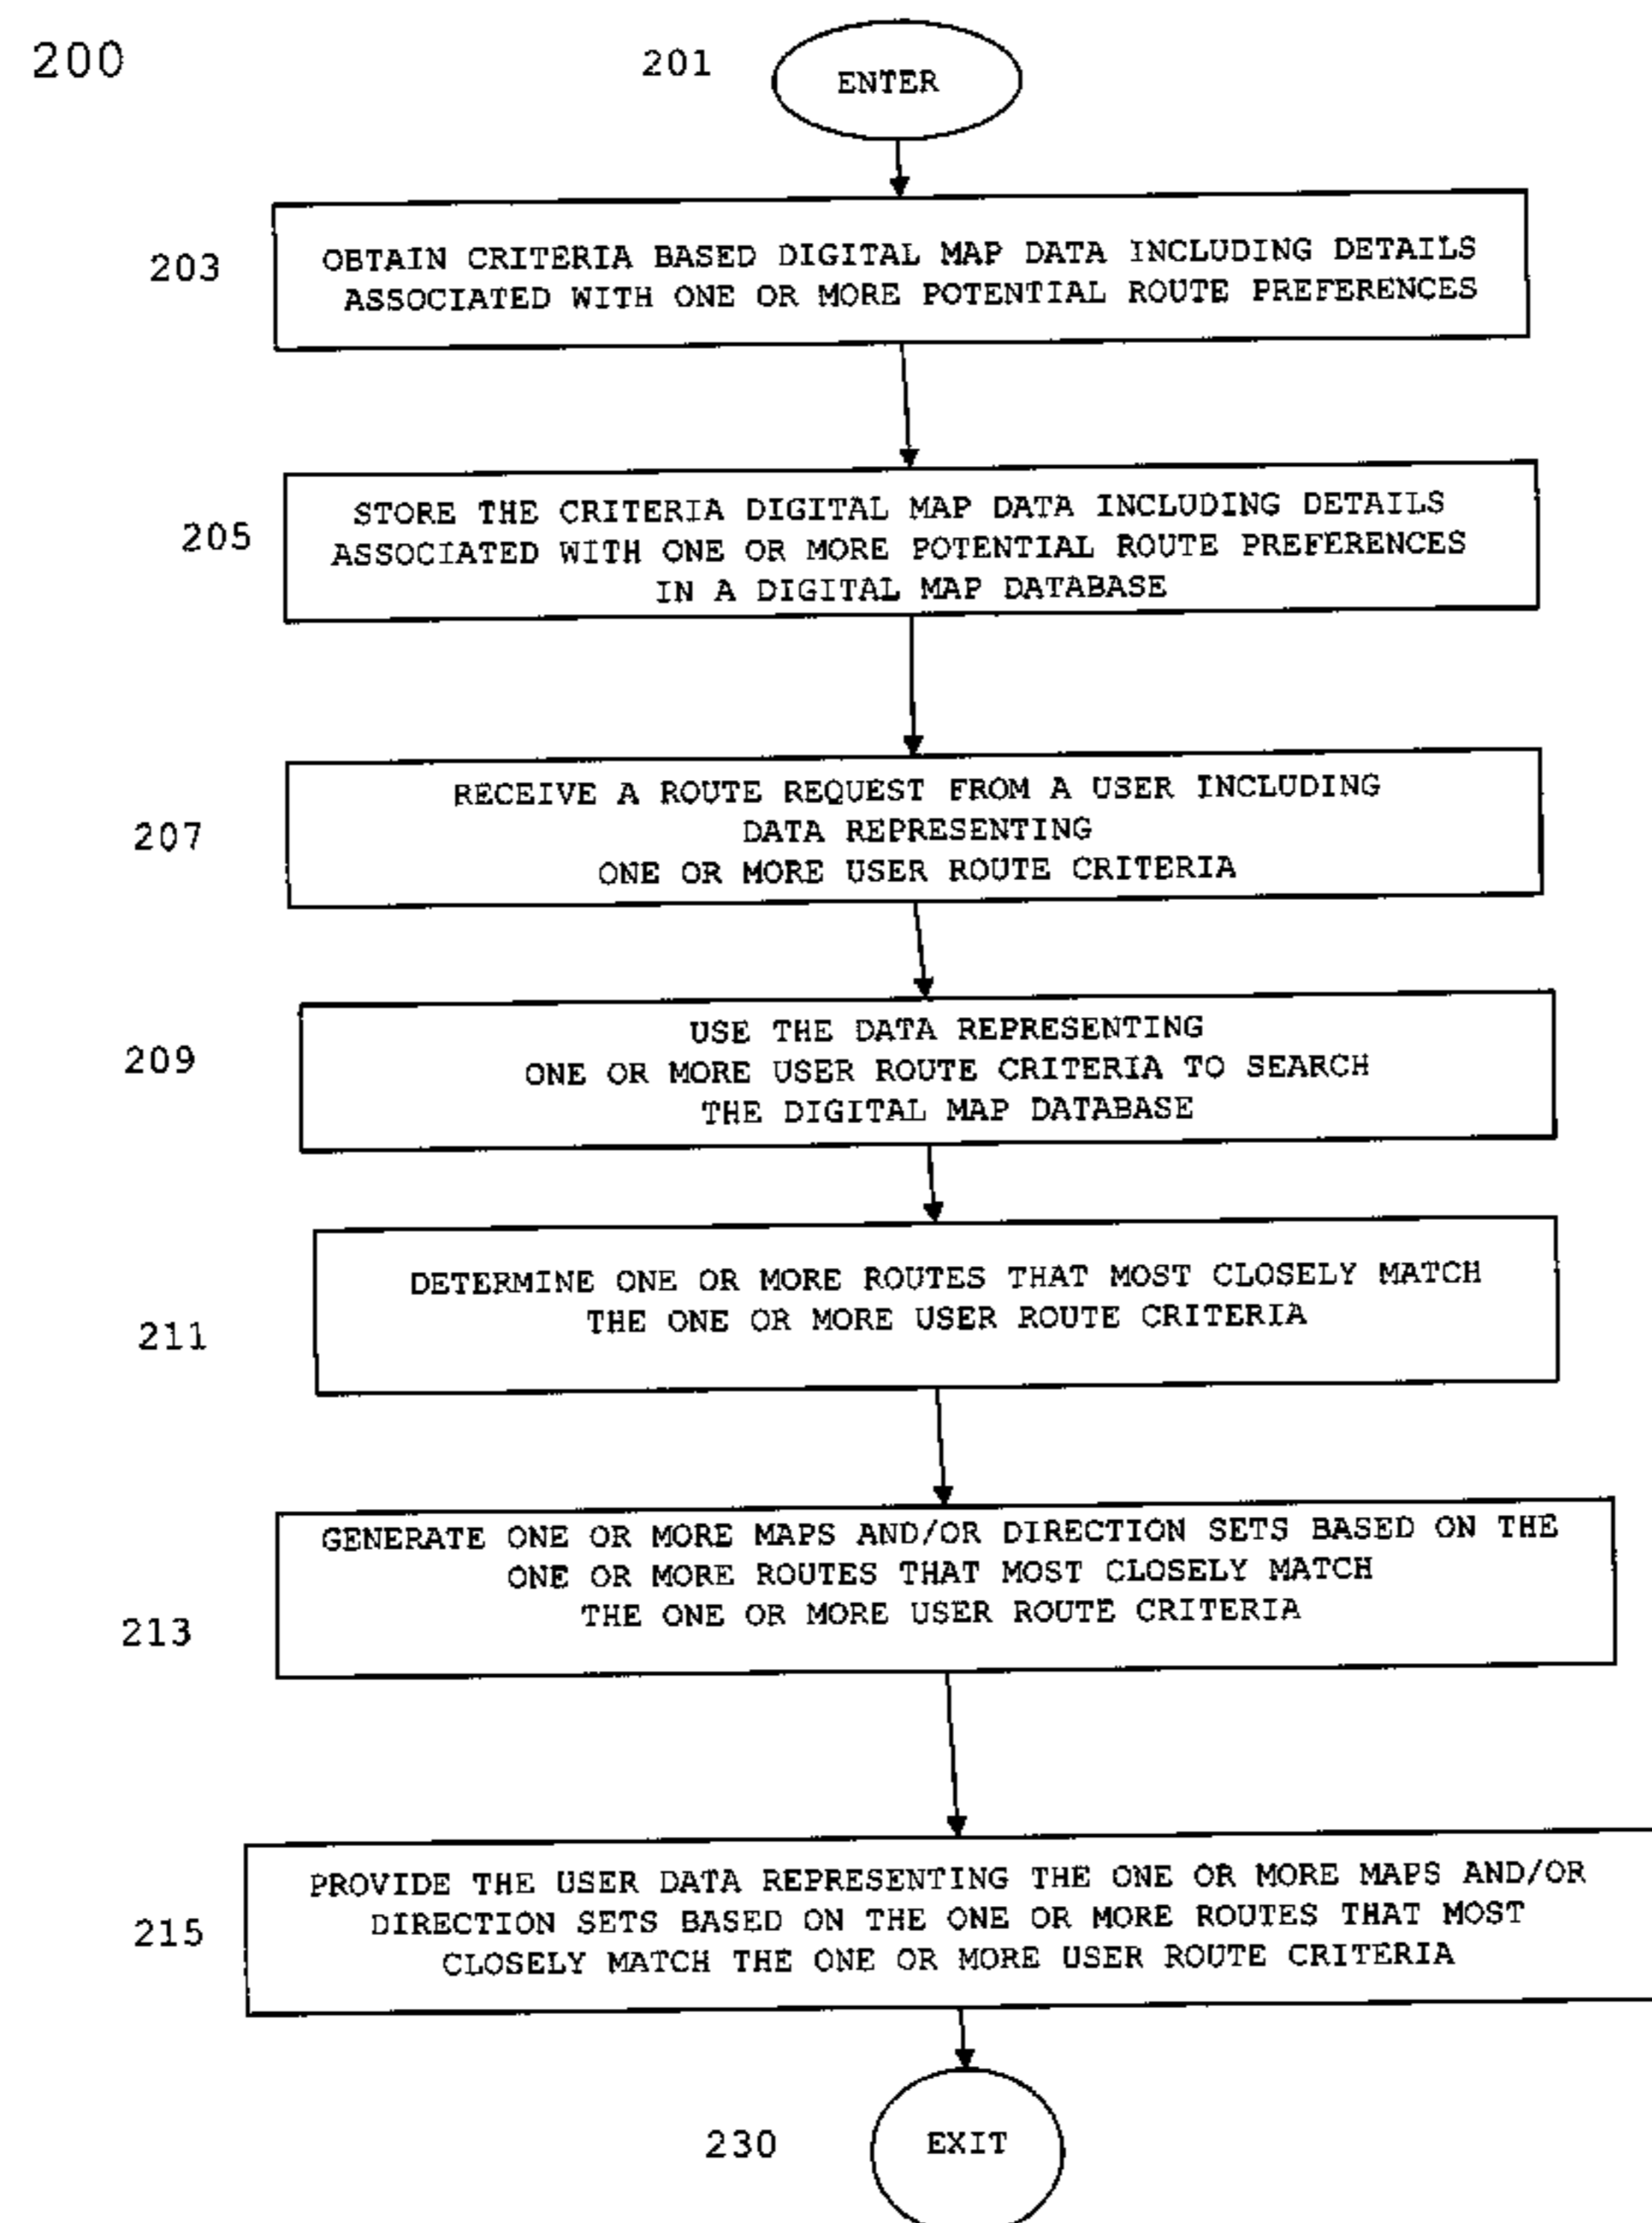 200
201
ENTER
203
OBTAIN CRITERIA BASED DIGITAL MAP DATA INCLUDING DETAILS
ASSOCIATED WITH ONE OR MORE POTENTIAL ROUTE PREFERENCES
205
STORE THE CRITERIA DIGITAL MAP DATA INCLUDING DETAILS
ASSOCIATED WITH ONE OR MORE POTENTIAL ROUTE PREFERENCES
IN A DIGITAL MAP DATABASE
207
RECEIVE A ROUTE REQUEST FROM A USER INCLUDING
DATA REPRESENTING
ONE OR MORE USER ROUTE CRITERIA
209
USE THE DATA REPRESENTING
ONE OR MORE USER ROUTE CRITERIA TO SEARCH
THE DIGITAL MAP DATABASE
211
DETERMINE ONE OR MORE ROUTES THAT MOST CLOSELY MATCH
THE ONE OR MORE USER ROUTE CRITERIA
213
GENERATE ONE OR MORE MAPS AND/OR DIRECTION SETS BASED ON THE
ONE OR MORE ROUTES THAT MOST CLOSELY MATCH
THE ONE OR MORE USER ROUTE CRITERIA
215
PROVIDE THE USER DATA REPRESENTING THE ONE OR MORE MAPS AND/OR
DIRECTION SETS BASED ON THE ONE OR MORE ROUTES THAT MOST
CLOSELY MATCH THE ONE OR MORE USER ROUTE CRITERIA
230
EXIT